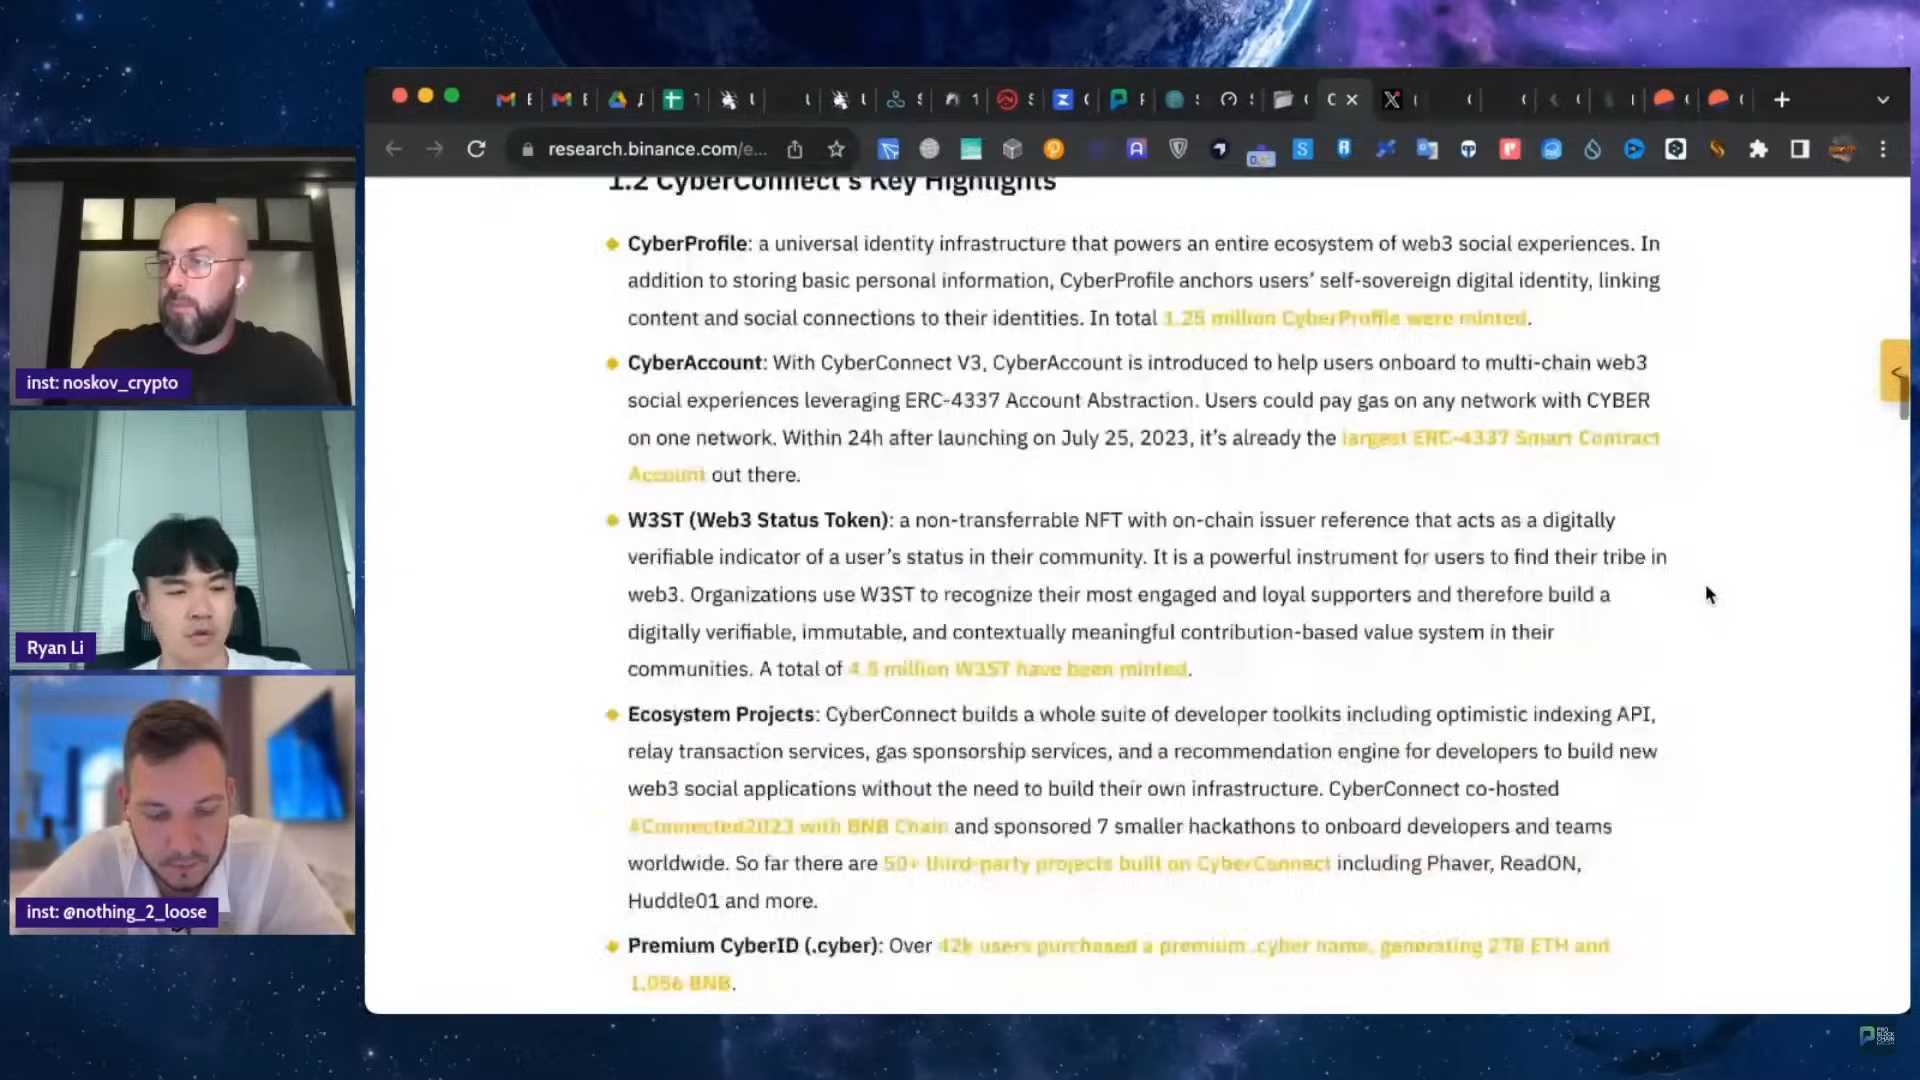 research.binance.com/e...
1.2 CyberConnect's Key Highlights
CyberProfile: a universal identity infrastructure that powers an entire ecosystem of web3 social experiences. In
addition to storing basic personal information, CyberProfile anchors users’ self-sovereign digital identity, linking
content and social connections to their identities. In total 1.25 million CyberProfile were minted.
CyberAccount: With CyberConnect V3, CyberAccount is introduced to help users onboard to multi-chain web3
social experiences leveraging ERC-4337 Account Abstraction. Users could pay gas on any network with CYBER
on one network. Within 24h after launching on July 25, 2023, it’s already the largest ERC-4337 Smart Contract
Account out there.
W3ST (Web3 Status Token): a non-transferrable NFT with on-chain issuer reference that acts as a digitally
verifiable indicator of a user’s status in their community. It is a powerful instrument for users to find their tribe in
web3. Organizations use W3ST to recognize their most engaged and loyal supporters and therefore build a
digitally verifiable, immutable, and contextually meaningful contribution-based value system in their
communities. A total of 4.5 million W3ST have been minted.
Ecosystem Projects: CyberConnect builds a whole suite of developer toolkits including optimistic indexing API,
relay transaction services, gas sponsorship services, and a recommendation engine for developers to build new
web3 social applications without the need to build their own infrastructure. CyberConnect co-hosted
#Connected2023 with BNB Chain and sponsored 7 smaller hackathons to onboard developers and teams
worldwide. So far there are 50+ third-party projects built on CyberConnect including Phaver, ReadON,
Huddle01 and more.
Premium CyberID (.cyber): Over 42k users purchased a premium .cyber name, generating 278 ETH and
1,056 BNB.
inst: noskov_crypto
Ryan Li
inst: @nothing_2_loose
PRO
BLOCK
CHAIN